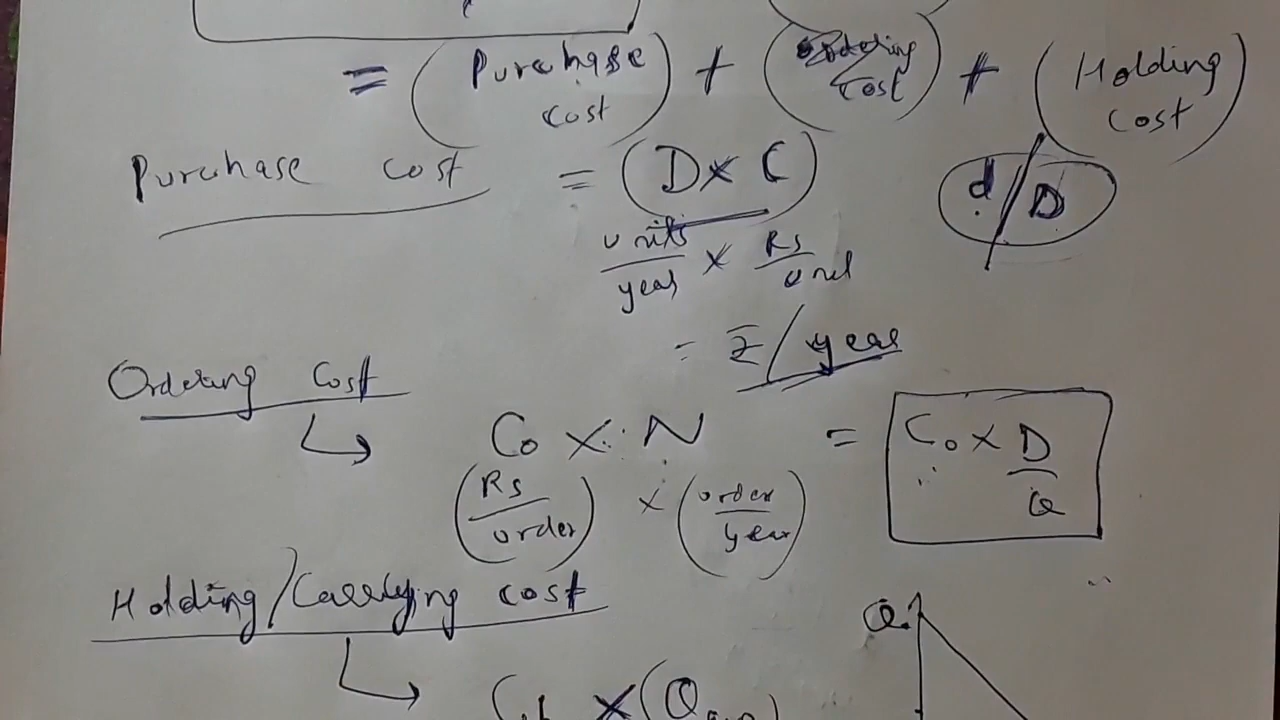 = (Purchase cost) + (Ordering cost) + (Holding cost)
Purchase cost = (D x C)
d/D
units/year x Rs/unit
= ₹/year
Ordering Cost
↳ Co x N = Co x D/Q
(Rs/order) x (order/year)
Holding/Carrying cost
Q